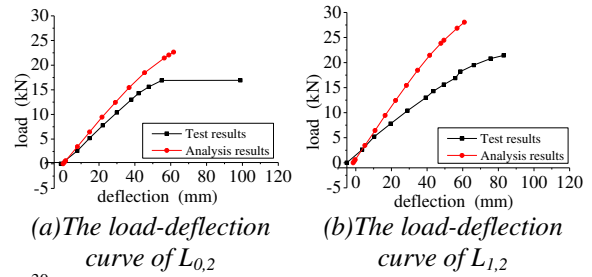 30
25
20
15
10
5
0
-5
load (kN)
0 20 40 60 80 100 120
deflection (mm)
Test results
Analysis results
(a)The load-deflection
curve of L0,2
30
25
20
15
10
5
0
-5
load (kN)
0 20 40 60 80 100 120
deflection (mm)
Test results
Analysis results
(b)The load-deflection
curve of L1,2